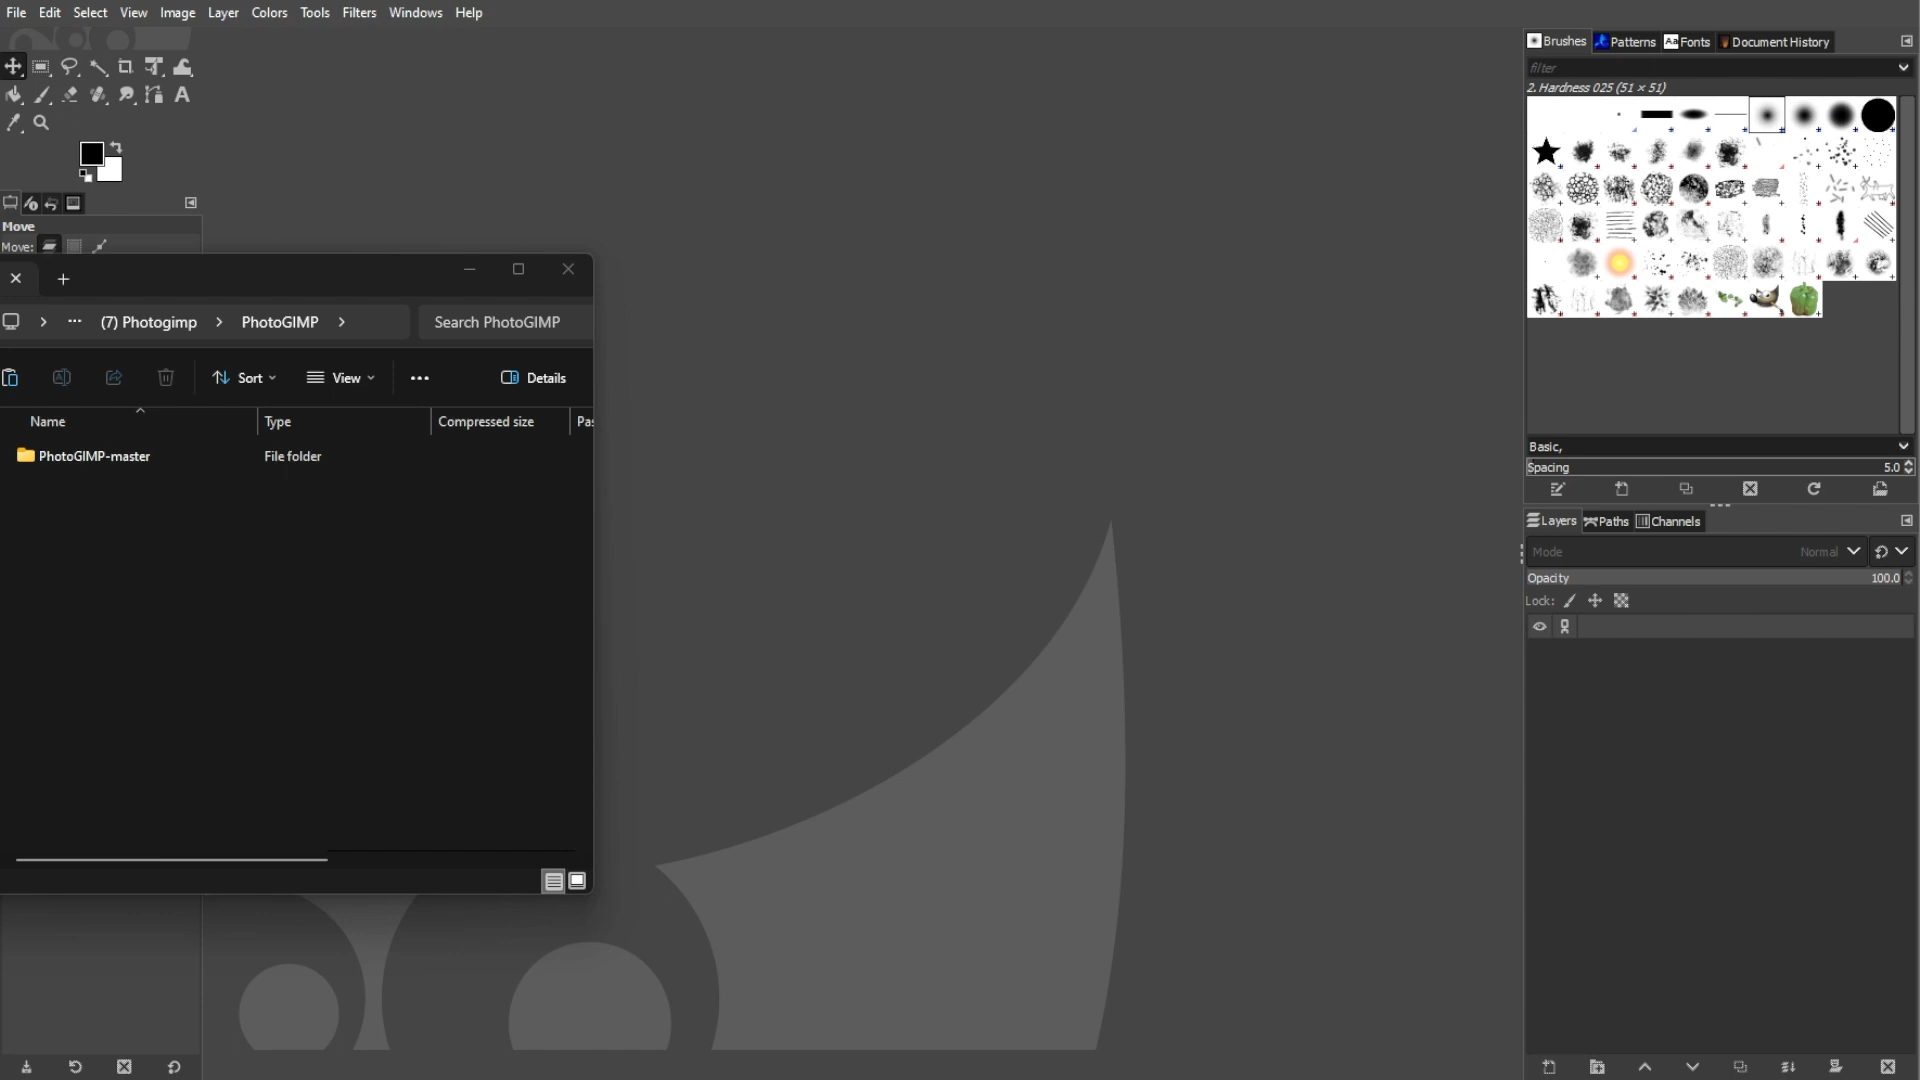 File Edit Select View Image Layer Colors Tools Filters Windows Help
Brushes Patterns Aa Fonts Document History
filter
2. Hardness 025 (51 × 51)
A
Move
Move:
(7) Photogimp PhotoGIMP Search PhotoGIMP
Sort View Details
Name Type Compressed size Pas
PhotoGIMP-master File folder
Basic,
Spacing 5.0
Layers Paths Channels
Mode Normal
Opacity 100.0
Lock: